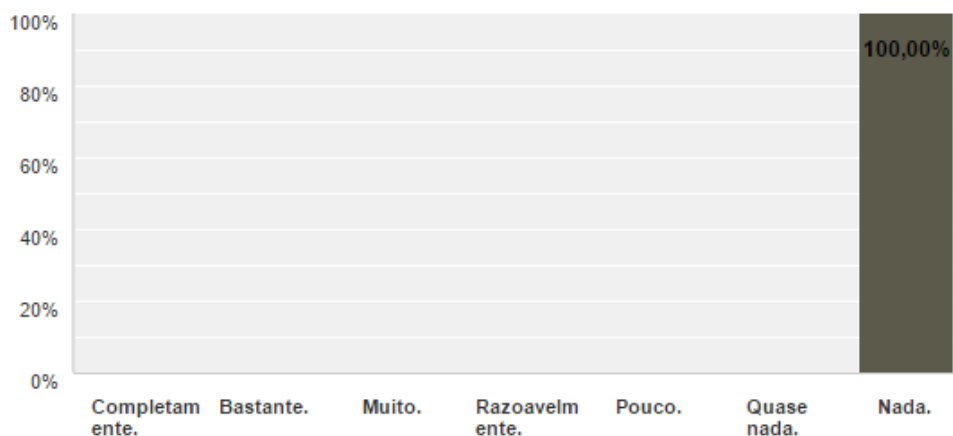 100%
100,00%
80%
60%
40%
20%
0%
Completam
ente.
Bastante.
Muito.
Razoavelm
ente.
Pouco.
Quase
nada.
Nada.